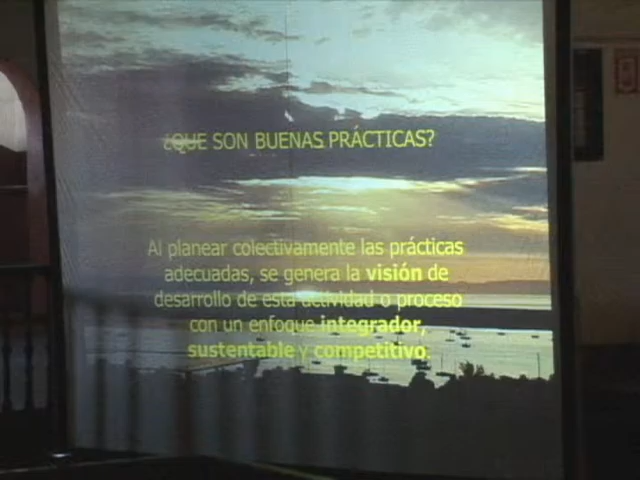 ¿QUE SON BUENAS PRÁCTICAS?
Al planear colectivamente las prácticas
adecuadas, se genera la visión de
desarrollo de esta actividad o proceso
con un enfoque integrador,
sustentable y competitivo.